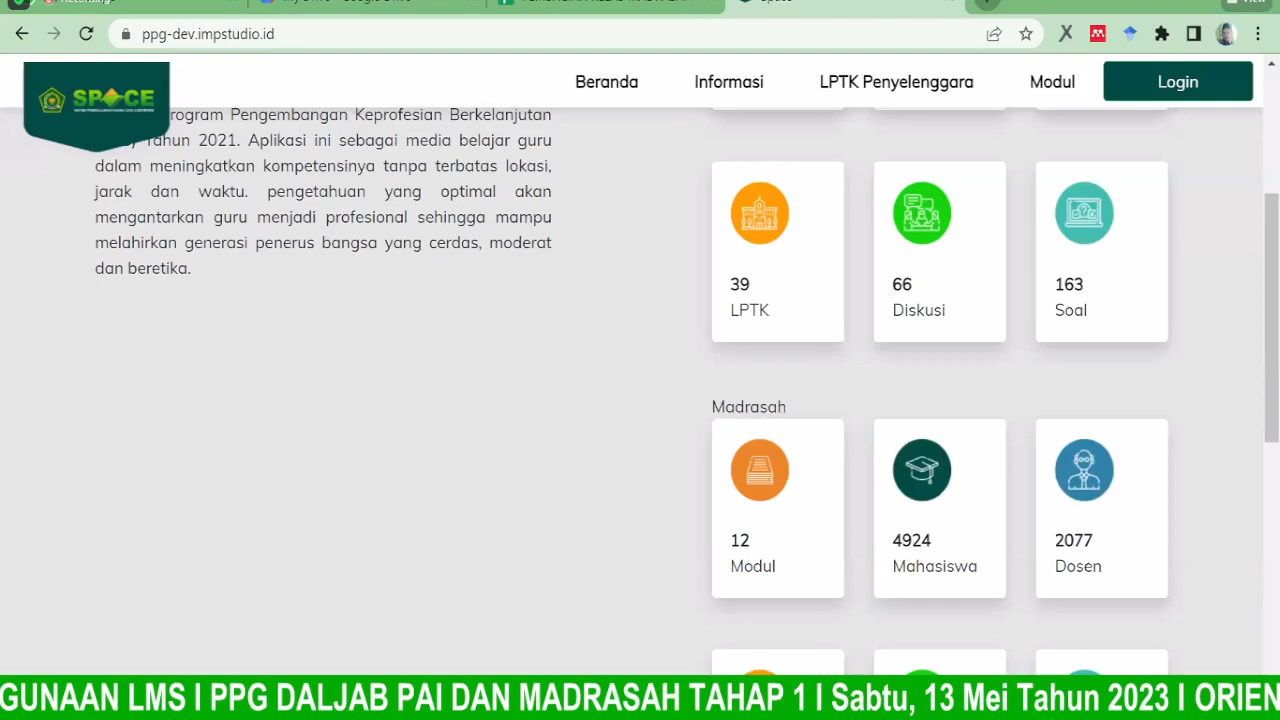 ppg-dev.impstudio.id
SPACE
Beranda
Informasi
LPTK Penyelenggara
Modul
Login
Program Pengembangan Keprofesian Berkelanjutan
Tahun 2021. Aplikasi ini sebagai media belajar guru
dalam meningkatkan kompetensinya tanpa terbatas lokasi,
jarak dan waktu. pengetahuan yang optimal akan
mengantarkan guru menjadi profesional sehingga mampu
melahirkan generasi penerus bangsa yang cerdas, moderat
dan beretika.
39
LPTK
66
Diskusi
163
Soal
Madrasah
12
Modul
4924
Mahasiswa
2077
Dosen
GUNAAN LMS I PPG DALJAB PAI DAN MADRASAH TAHAP 1 I Sabtu, 13 Mei Tahun 2023 I ORIEN